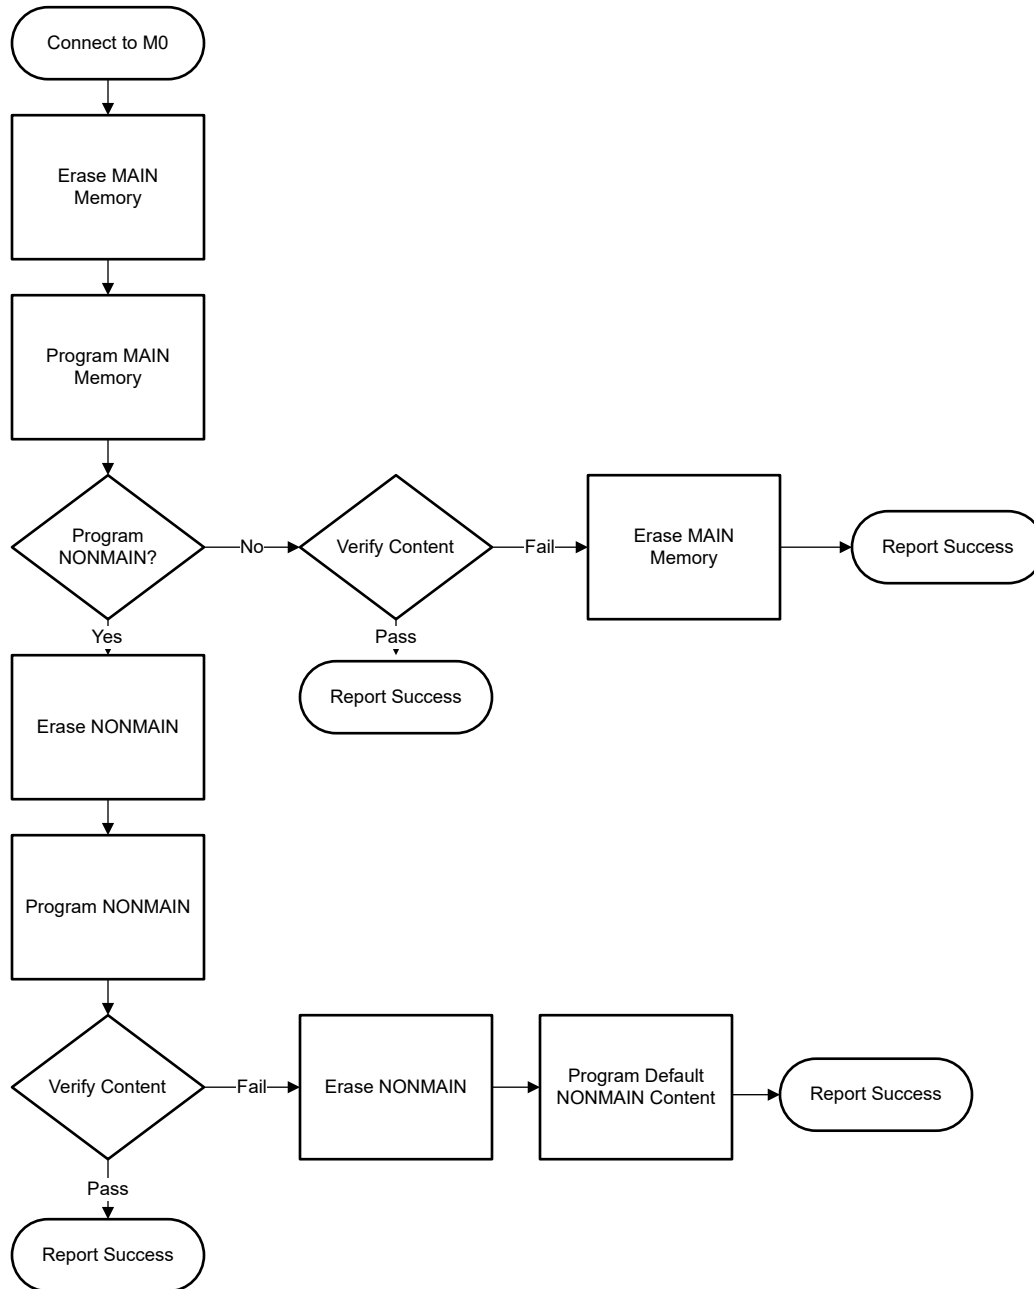 Connect to M0
Erase MAIN
Memory
Program MAIN
Memory
Program
NONMAIN?
No
Verify Content
Fail
Erase MAIN
Memory
Report Success
Yes
Pass
Report Success
Erase NONMAIN
Program NONMAIN
Verify Content
Fail
Erase NONMAIN
Program Default
NONMAIN Content
Report Success
Pass
Report Success